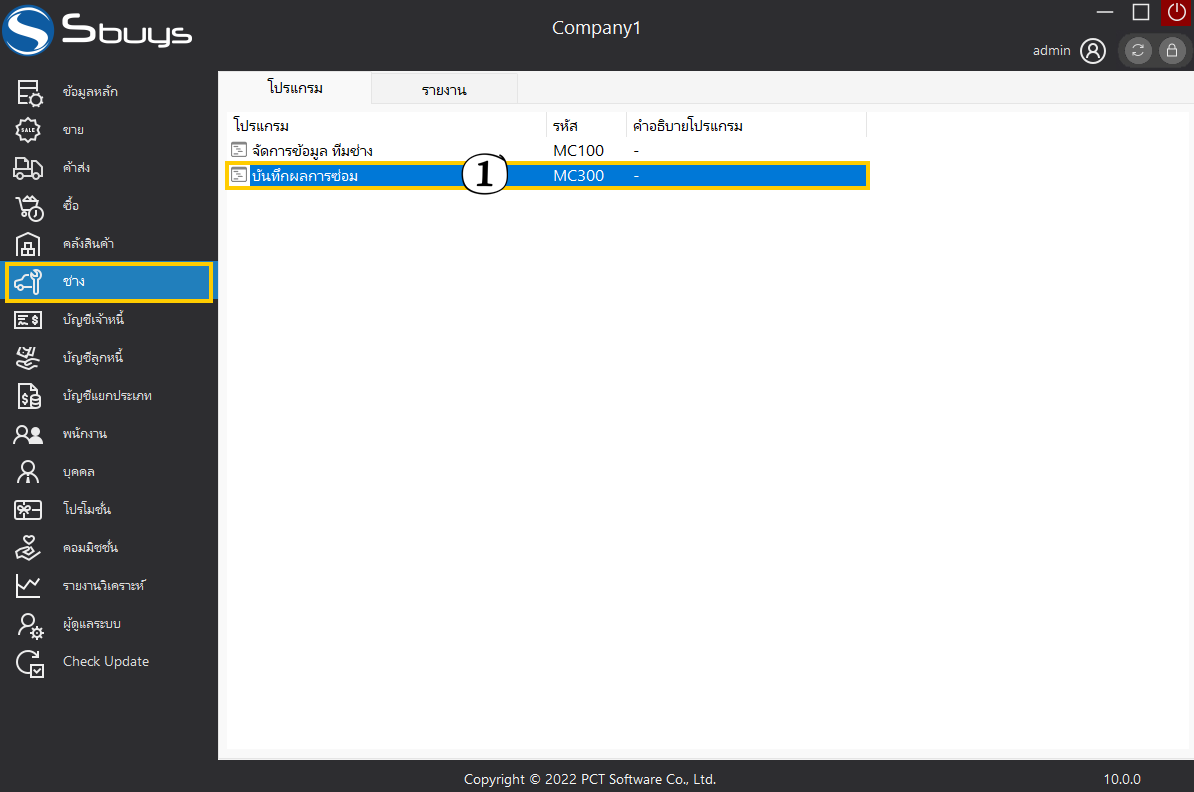 Sbuys
Company1
admin
ข้อมูลหลัก
ขาย
ค้าส่ง
ซื้อ
คลังสินค้า
ช่าง
บัญชีเจ้าหนี้
บัญชีลูกหนี้
บัญชีแยกประเภท
พนักงาน
บุคคล
โปรโมชั่น
คอมมิชชั่น
รายงานวิเคราะห์
ผู้ดูแลระบบ
Check Update
โปรแกรม รายงาน
โปรแกรม รหัส คำอธิบายโปรแกรม
จัดการข้อมูล ทีมช่าง MC100 -
บันทึกผลการซ่อม 1 MC300 -
SALE
Copyright © 2022 PCT Software Co., Ltd. 10.0.0